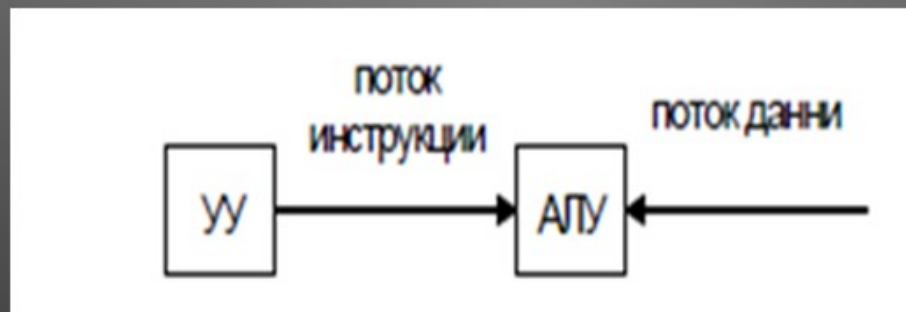 поток
инструкции
поток данни
УУ
АЛУ